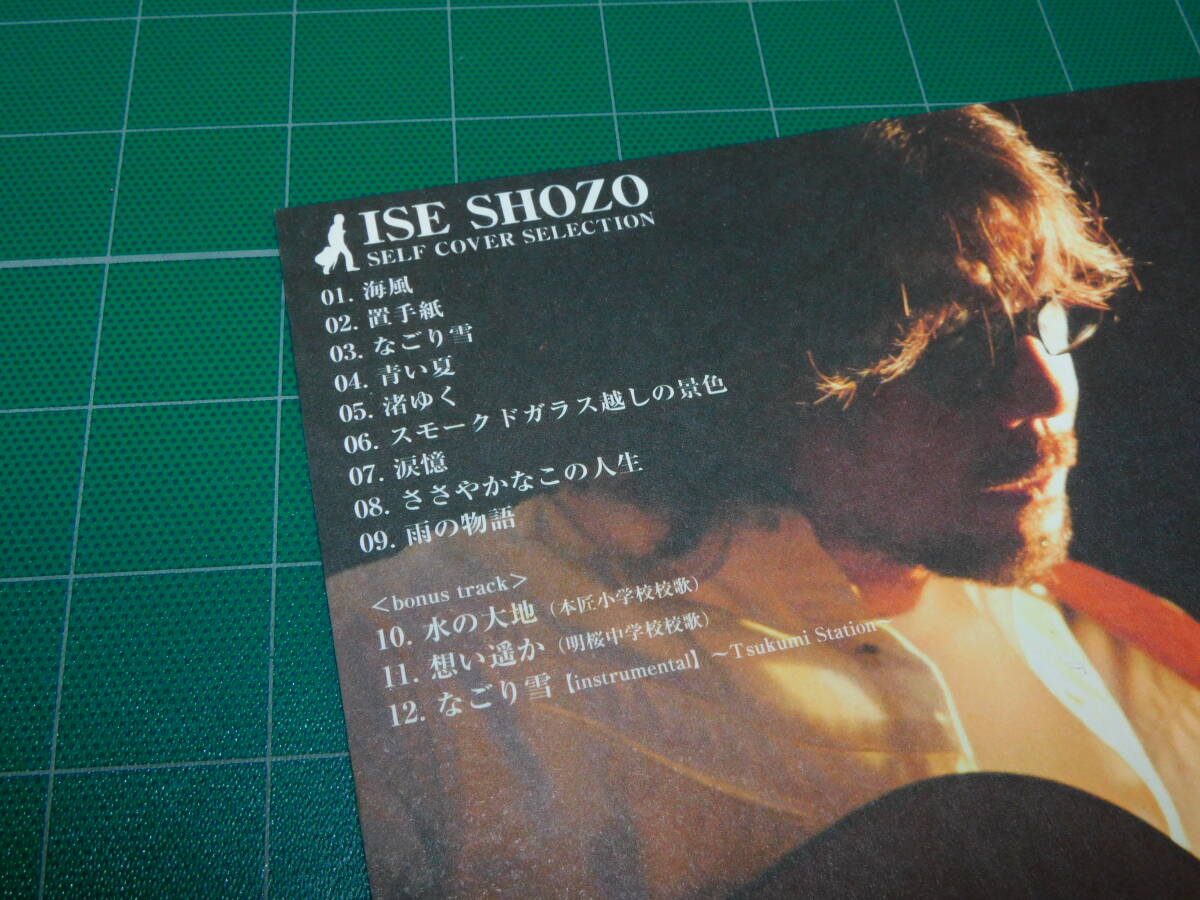 ISE SHOZO
SELF COVER SELECTION
01. 海風
02. 置手紙
03. なごり雪
04. 青い夏
05. 渚ゆく
06. スモークドガラス越しの景色
07. 涙憶
08. ささやかなこの人生
09. 雨の物語
<bonus track>
10. 水の大地 (本匠小学校校歌)
11. 想い遥か (明桜中学校校歌)
12. なごり雪【instrumental】~Tsukumi Station~